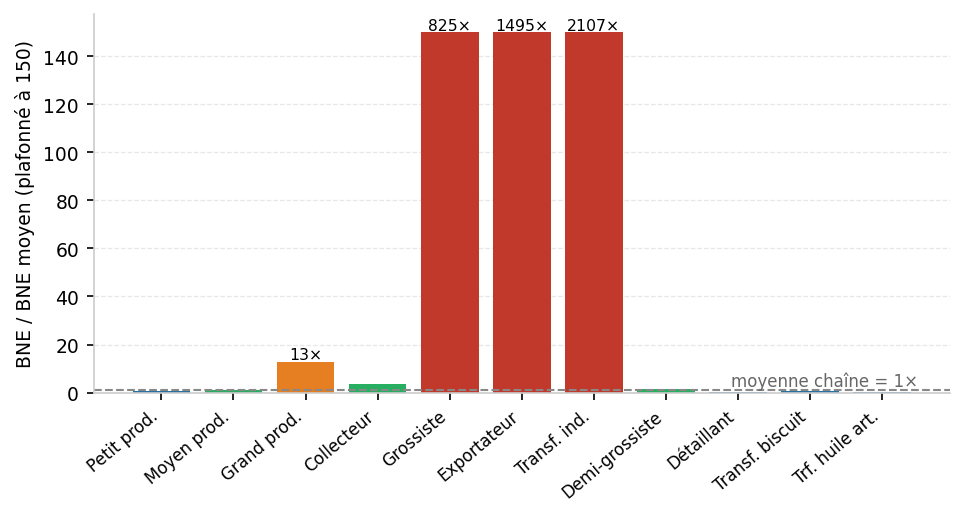 BNE / BNE moyen (plafonné à 150)
140
120
100
80
60
40
20
0
825×
1495×
2107×
13×
moyenne chaîne = 1×
Petit prod.
Moyen prod.
Grand prod.
Collecteur
Grossiste
Exportateur
Transf. ind.
Demi-grossiste
Détaillant
Transf. biscuit
Trf. huile art.